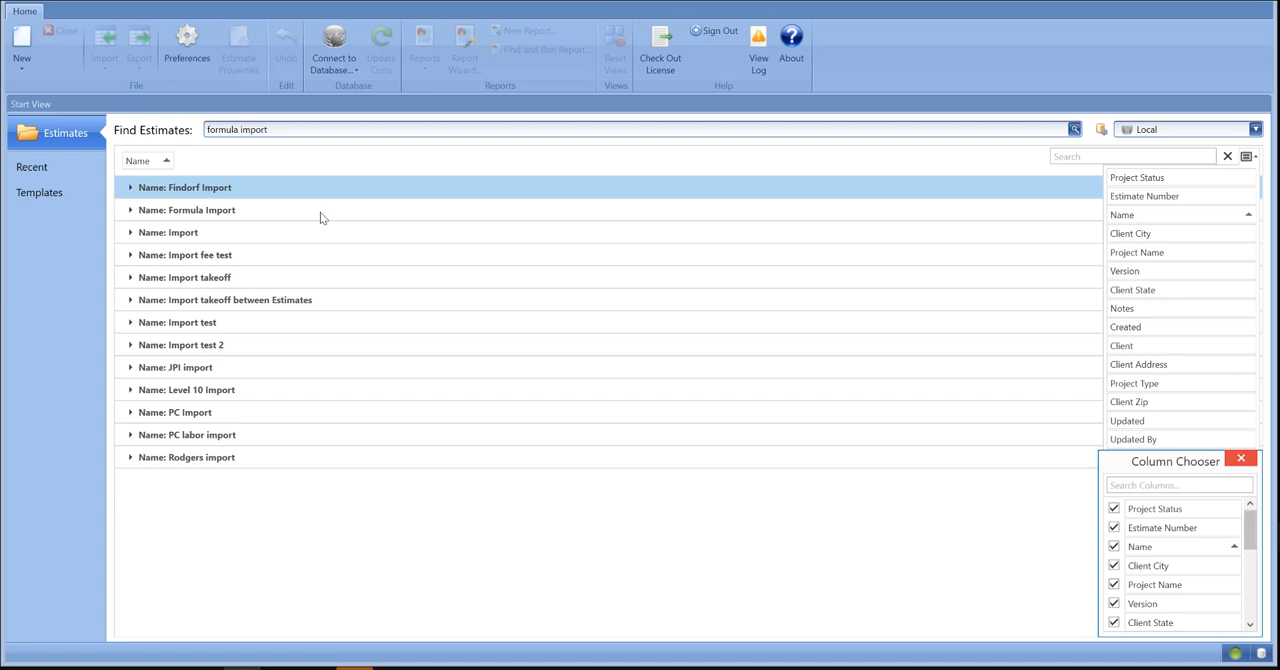 Home
New
Close
Import
Export
Preferences
Estimate
Properties
Undo
Connect to
Database...
Update
Costs
Reports
Report
Wizard...
New Report...
Find and Run Report...
Reset
Views
Check Out
License
Sign Out
View
Log
About
File
Edit
Database
Reports
Views
Help
Start View
Estimates
Recent
Templates
Find Estimates:
formula import
Local
Name
Search
Name: Findorf Import
Name: Formula Import
Name: Import
Name: Import fee test
Name: Import takeoff
Name: Import takeoff between Estimates
Name: Import test
Name: Import test 2
Name: JPI import
Name: Level 10 Import
Name: PC Import
Name: PC labor import
Name: Rodgers import
Project Status
Estimate Number
Name
Client City
Project Name
Version
Client State
Notes
Created
Client
Client Address
Project Type
Client Zip
Updated
Updated By
Column Chooser
Search Columns...
Project Status
Estimate Number
Name
Client City
Project Name
Version
Client State